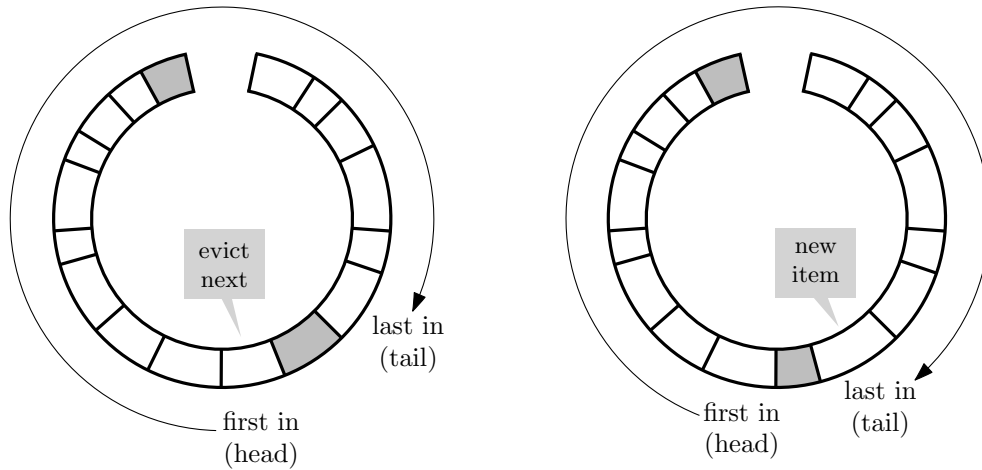 evict
next
last in
(tail)
first in
(head)
new
item
last in
(tail)
first in
(head)